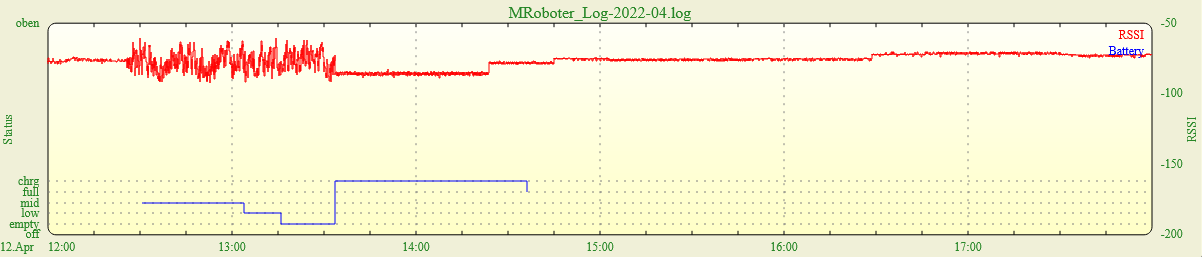 MRoboter_Log-2022-04.log
oben
-50
RSSI
Battery
-100
Status
RSSI
-150
chrg
full
mid
low
empty
off
-200
12.Apr 12:00 13:00 14:00 15:00 16:00 17:00